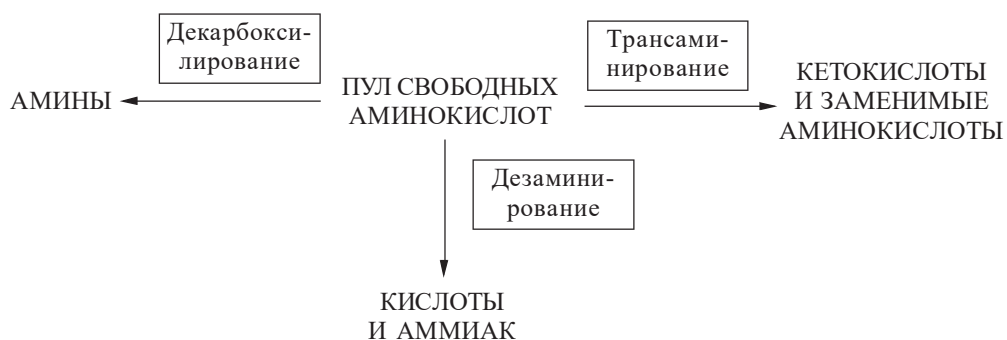 Декарбокси-
лирование
Трансами-
нирование
АМИНЫ
ПУЛ СВОБОДНЫХ
АМИНОКИСЛОТ
КЕТОКИСЛОТЫ
И ЗАМЕНИМЫЕ
АМИНОКИСЛОТЫ
Дезамини-
рование
КИСЛОТЫ
И АММИАК